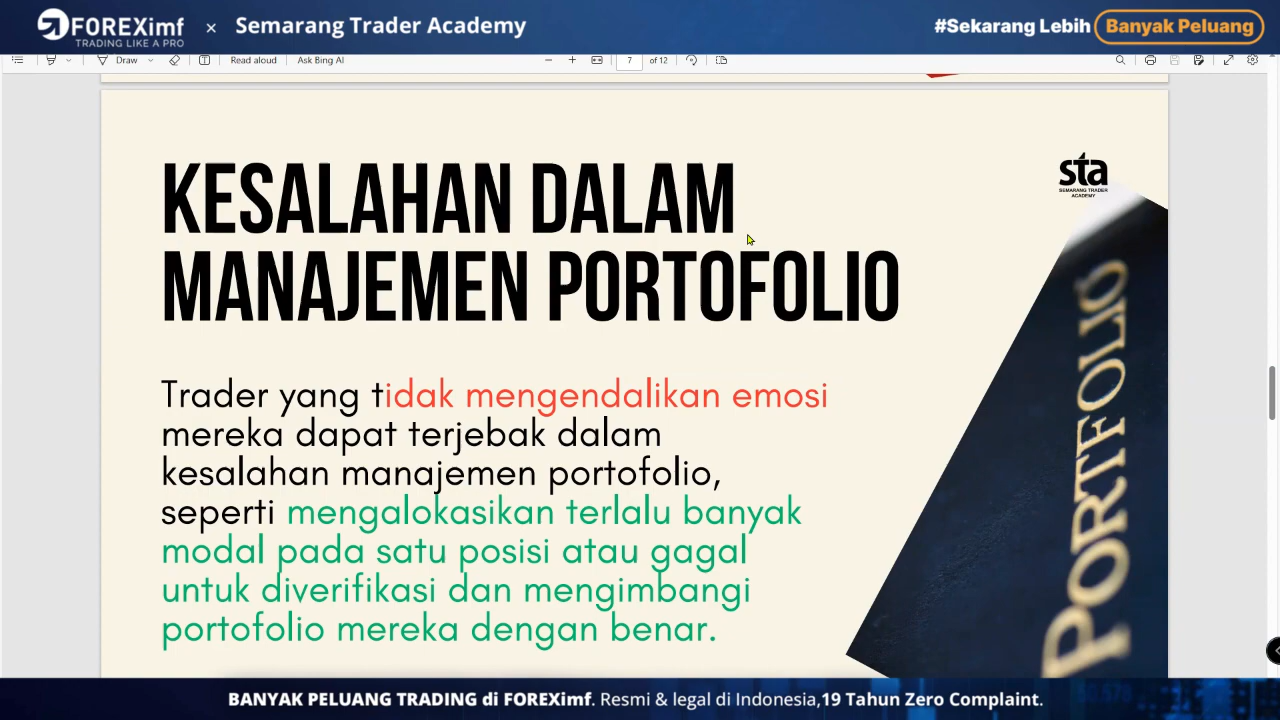 FOREXimf
TRADING LIKE A PRO
× Semarang Trader Academy
#Sekarang Lebih Banyak Peluang
Draw
Read aloud
Ask Bing AI
7 of 12
KESALAHAN DALAM
MANAJEMEN PORTOFOLIO
sta
SEMARANG TRADER
ACADEMY
Trader yang tidak mengendalikan emosi
mereka dapat terjebak dalam
kesalahan manajemen portofolio,
seperti mengalokasikan terlalu banyak
modal pada satu posisi atau gagal
untuk diverifikasi dan mengimbangi
portofolio mereka dengan benar.
PORTFOLIO
BANYAK PELUANG TRADING di FOREXimf. Resmi & legal di Indonesia,19 Tahun Zero Complaint.